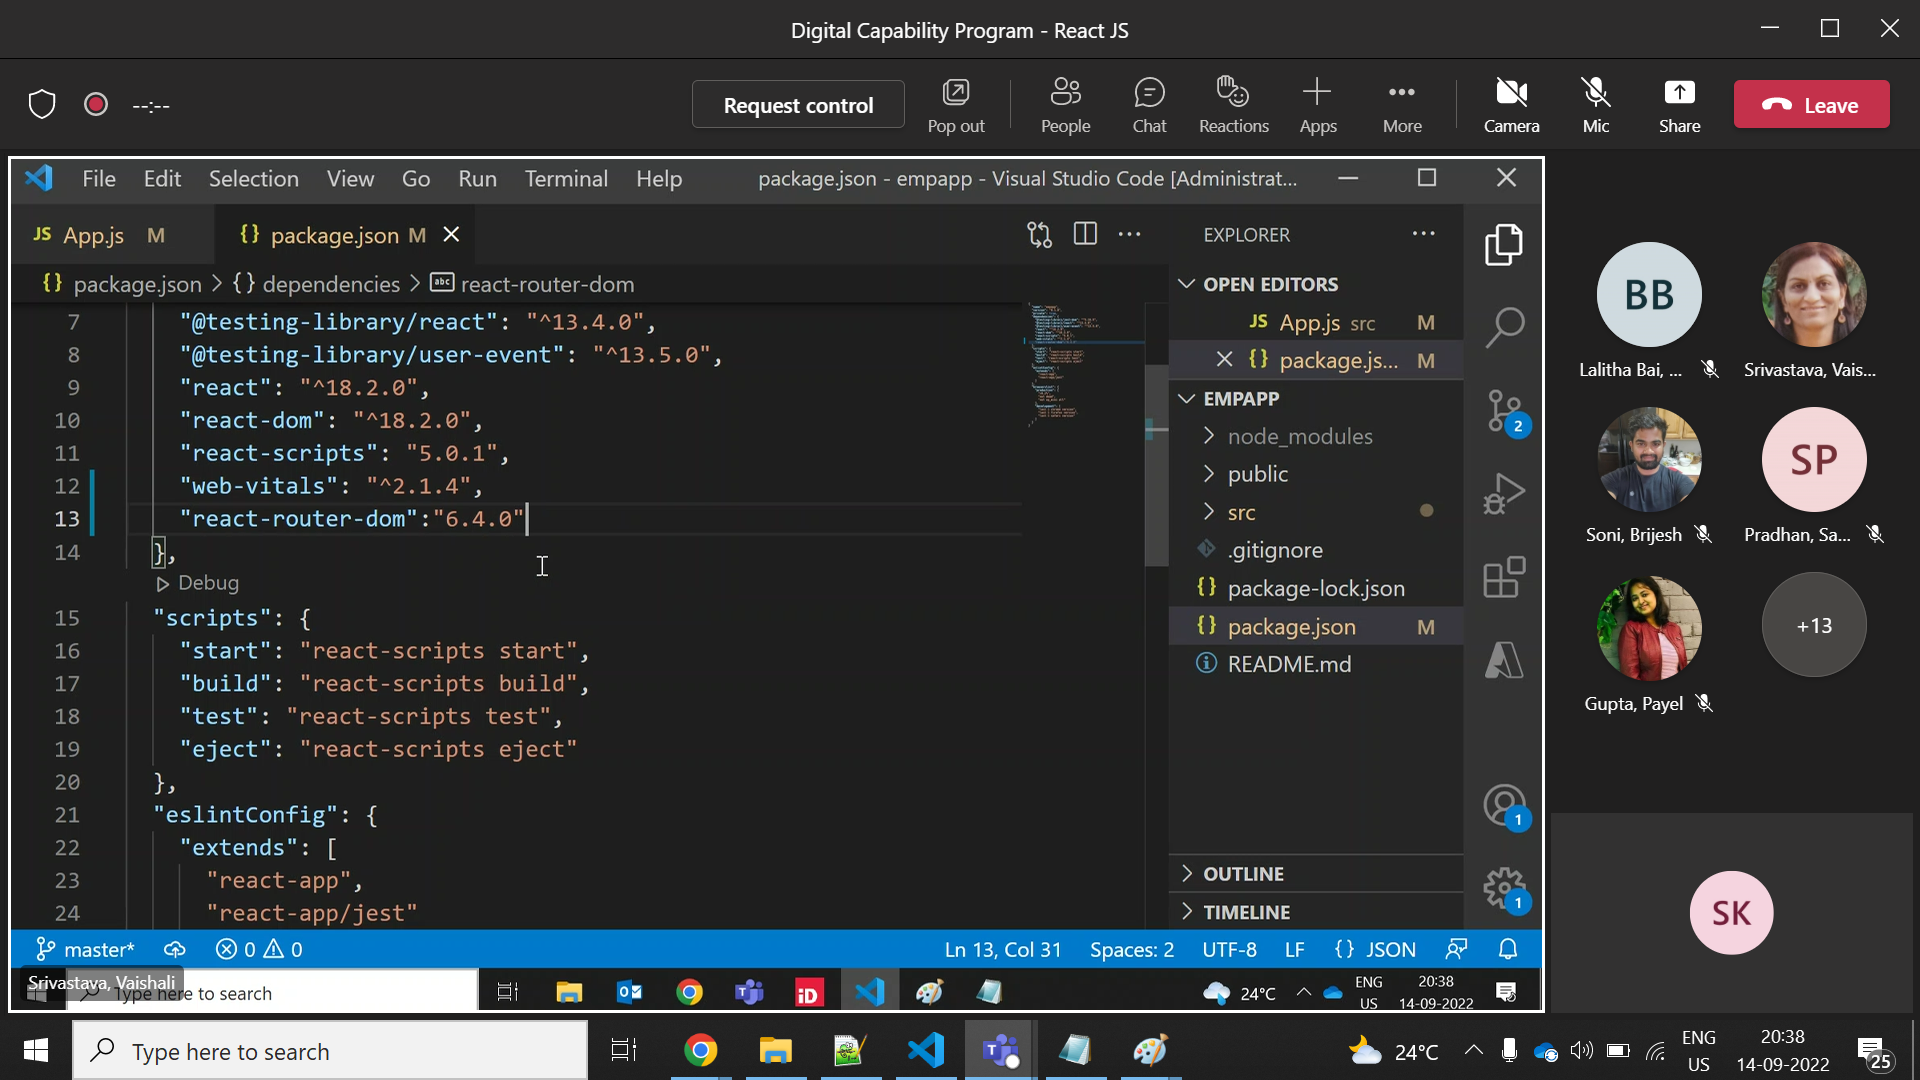 Digital Capability Program - React JS
--:--
Request control
Pop out
People
Chat
Reactions
Apps
More
Camera
Mic
Share
Leave
File Edit Selection View Go Run Terminal Help
package.json - empapp - Visual Studio Code [Administrat...
JS App.js M
{} package.json M
{} package.json > {} dependencies > abc react-router-dom
7 "@testing-library/react": "^13.4.0",
8 "@testing-library/user-event": "^13.5.0",
9 "react": "^18.2.0",
10 "react-dom": "^18.2.0",
11 "react-scripts": "5.0.1",
12 "web-vitals": "^2.1.4",
13 "react-router-dom":"6.4.0"
14 },
Debug
15 "scripts": {
16 "start": "react-scripts start",
17 "build": "react-scripts build",
18 "test": "react-scripts test",
19 "eject": "react-scripts eject"
20 },
21 "eslintConfig": {
22 "extends": [
23 "react-app",
24 "react-app/jest"
EXPLORER
OPEN EDITORS
JS App.js src M
{} package.js... M
EMPAPP
node_modules
public
src
.gitignore
{} package-lock.json
{} package.json M
README.md
OUTLINE
TIMELINE
2
1
1
master*
0 0
Ln 13, Col 31
Spaces: 2
UTF-8
LF
{} JSON
Srivastava, Vaishali
Type here to search
iD
24°C
ENG
US
20:38
14-09-2022
BB
Lalitha Bai, ...
Srivastava, Vais...
Soni, Brijesh
SP
Pradhan, Sa...
Gupta, Payel
+13
SK
Type here to search
24°C
ENG
US
20:38
14-09-2022
25